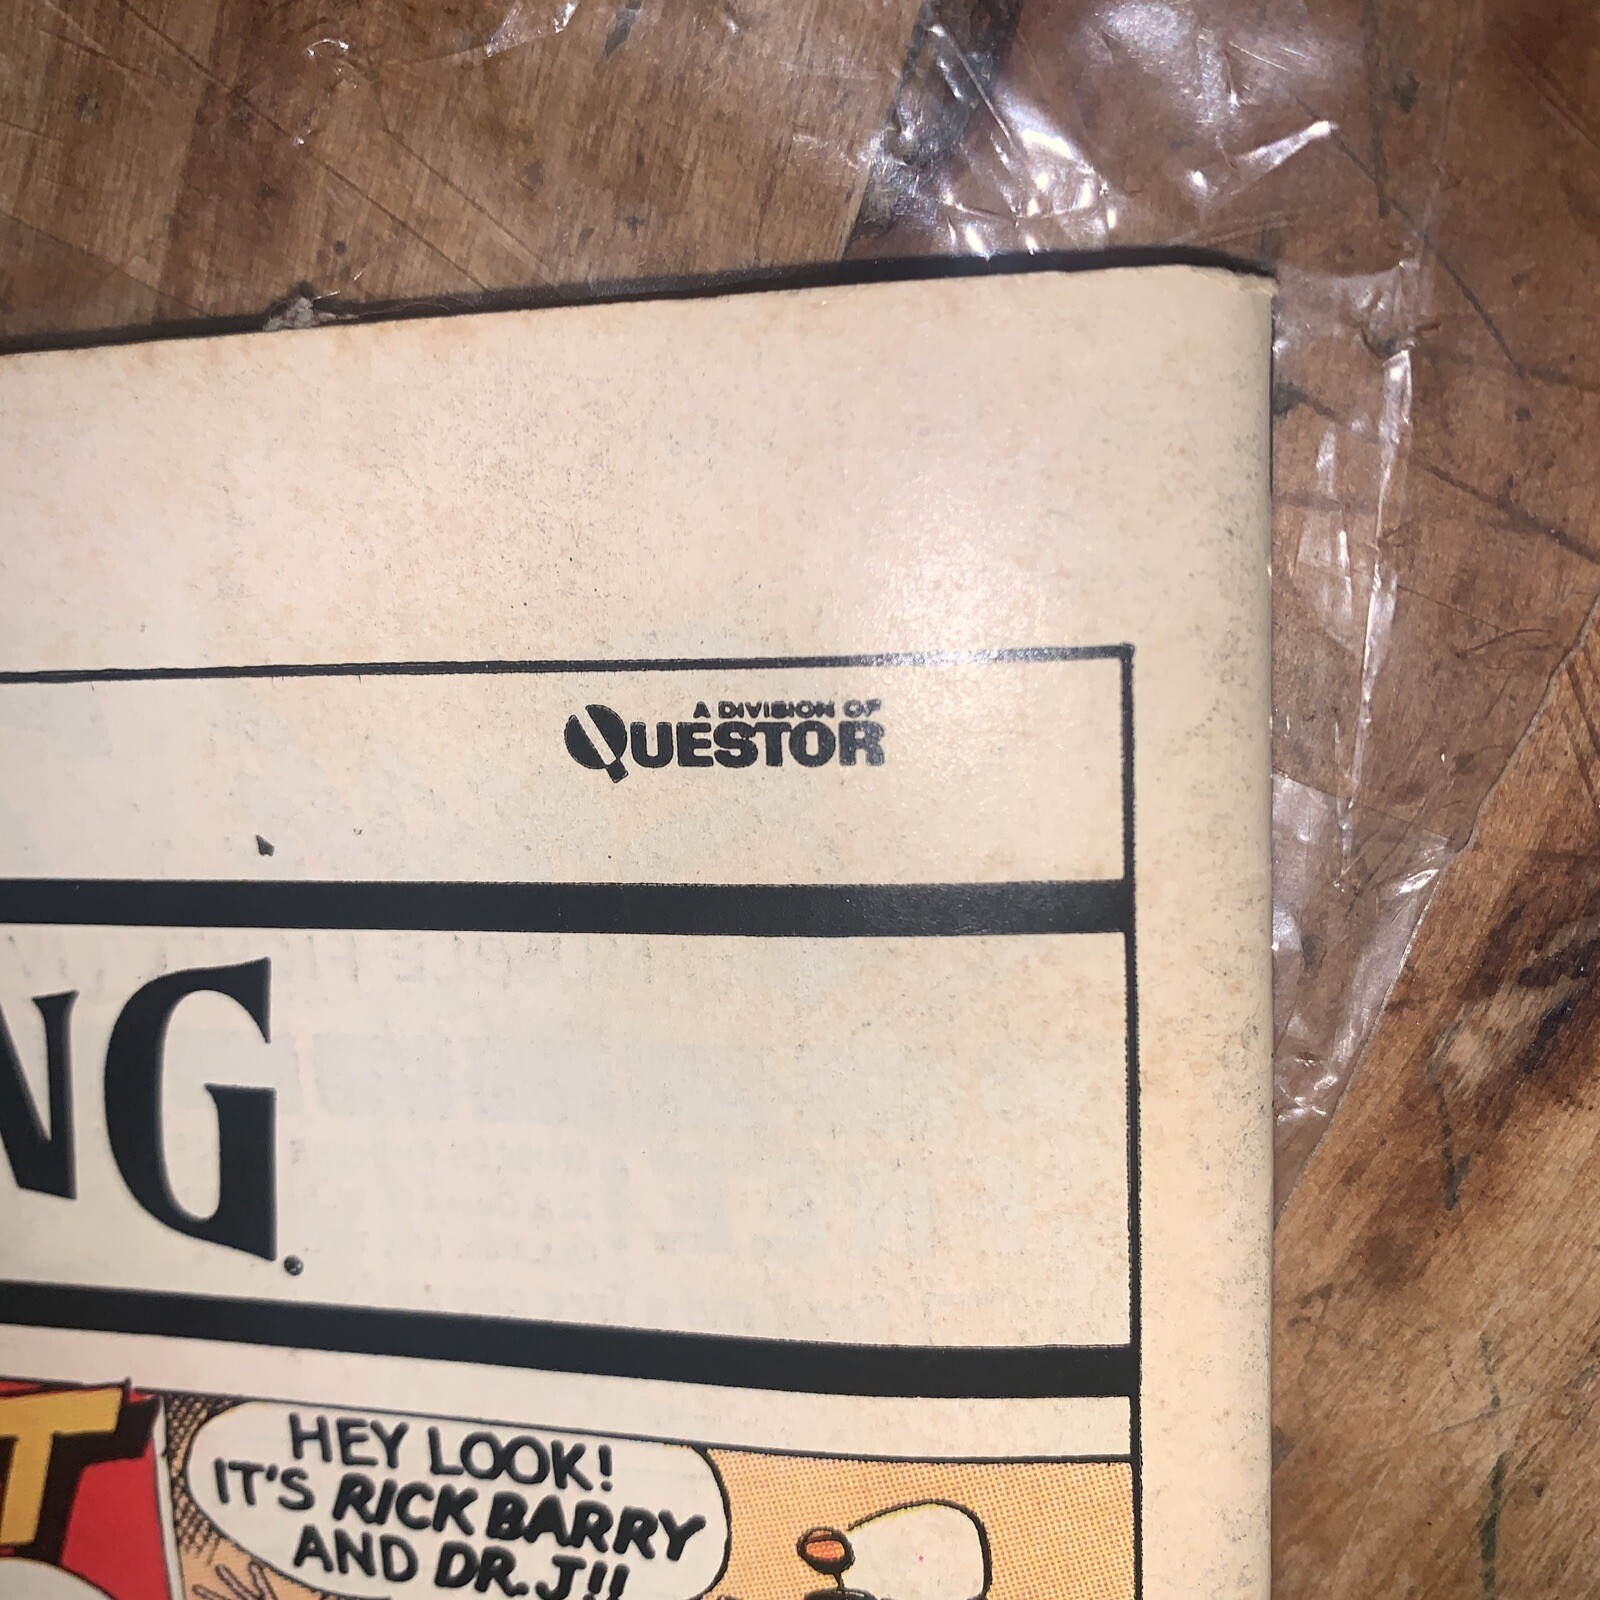 A DIVISION OF
QUESTOR
NG.
T
HEY LOOK!
IT'S RICK BARRY
AND DR. J!!